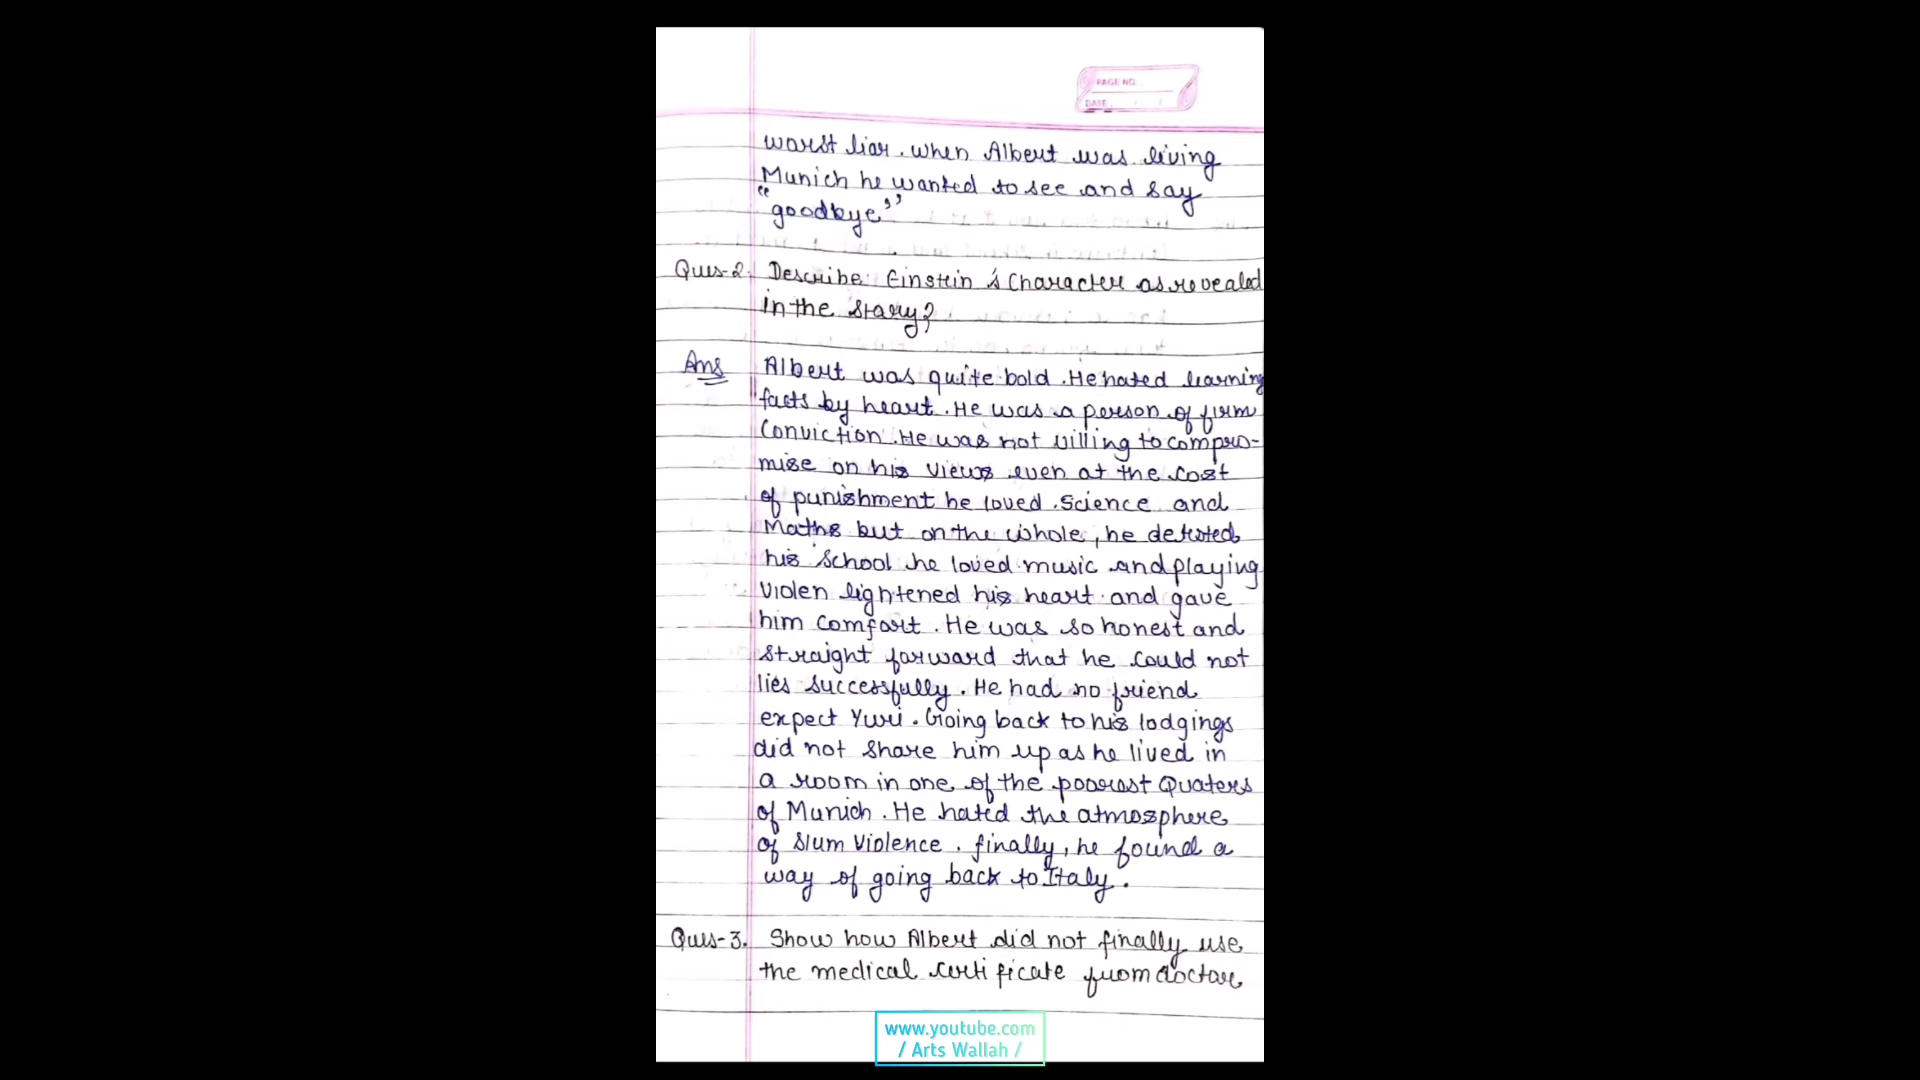 PAGE NO.
DATE
worst liar. when Albert was living
Munich he wanted to see and say
"goodbye"
Ques-2. Describe Einstein's Character as revealed
in the story?
Ans Albert was quite bold. He hated learning
facts by heart. He was a person of firm
Conviction. He was not villing to compro-
mise on his views even at the cost
of punishment he loved Science and
Maths but on the whole, he detested
his School he loved music and playing
violen lightened his heart and gave
him comfort. He was so honest and
straight forward that he could not
lies successfully. He had no friend
expect Yuri. Going back to his lodgings
did not share him up as he lived in
a room in one of the poorest Quaters
of Munich. He hated the atmosphere
of Slum Violence. finally, he found a
way of going back to Italy.
Ques-3. Show how Albert did not finally use
the medical certificate from doctor
www.youtube.com
/ Arts Wallah /